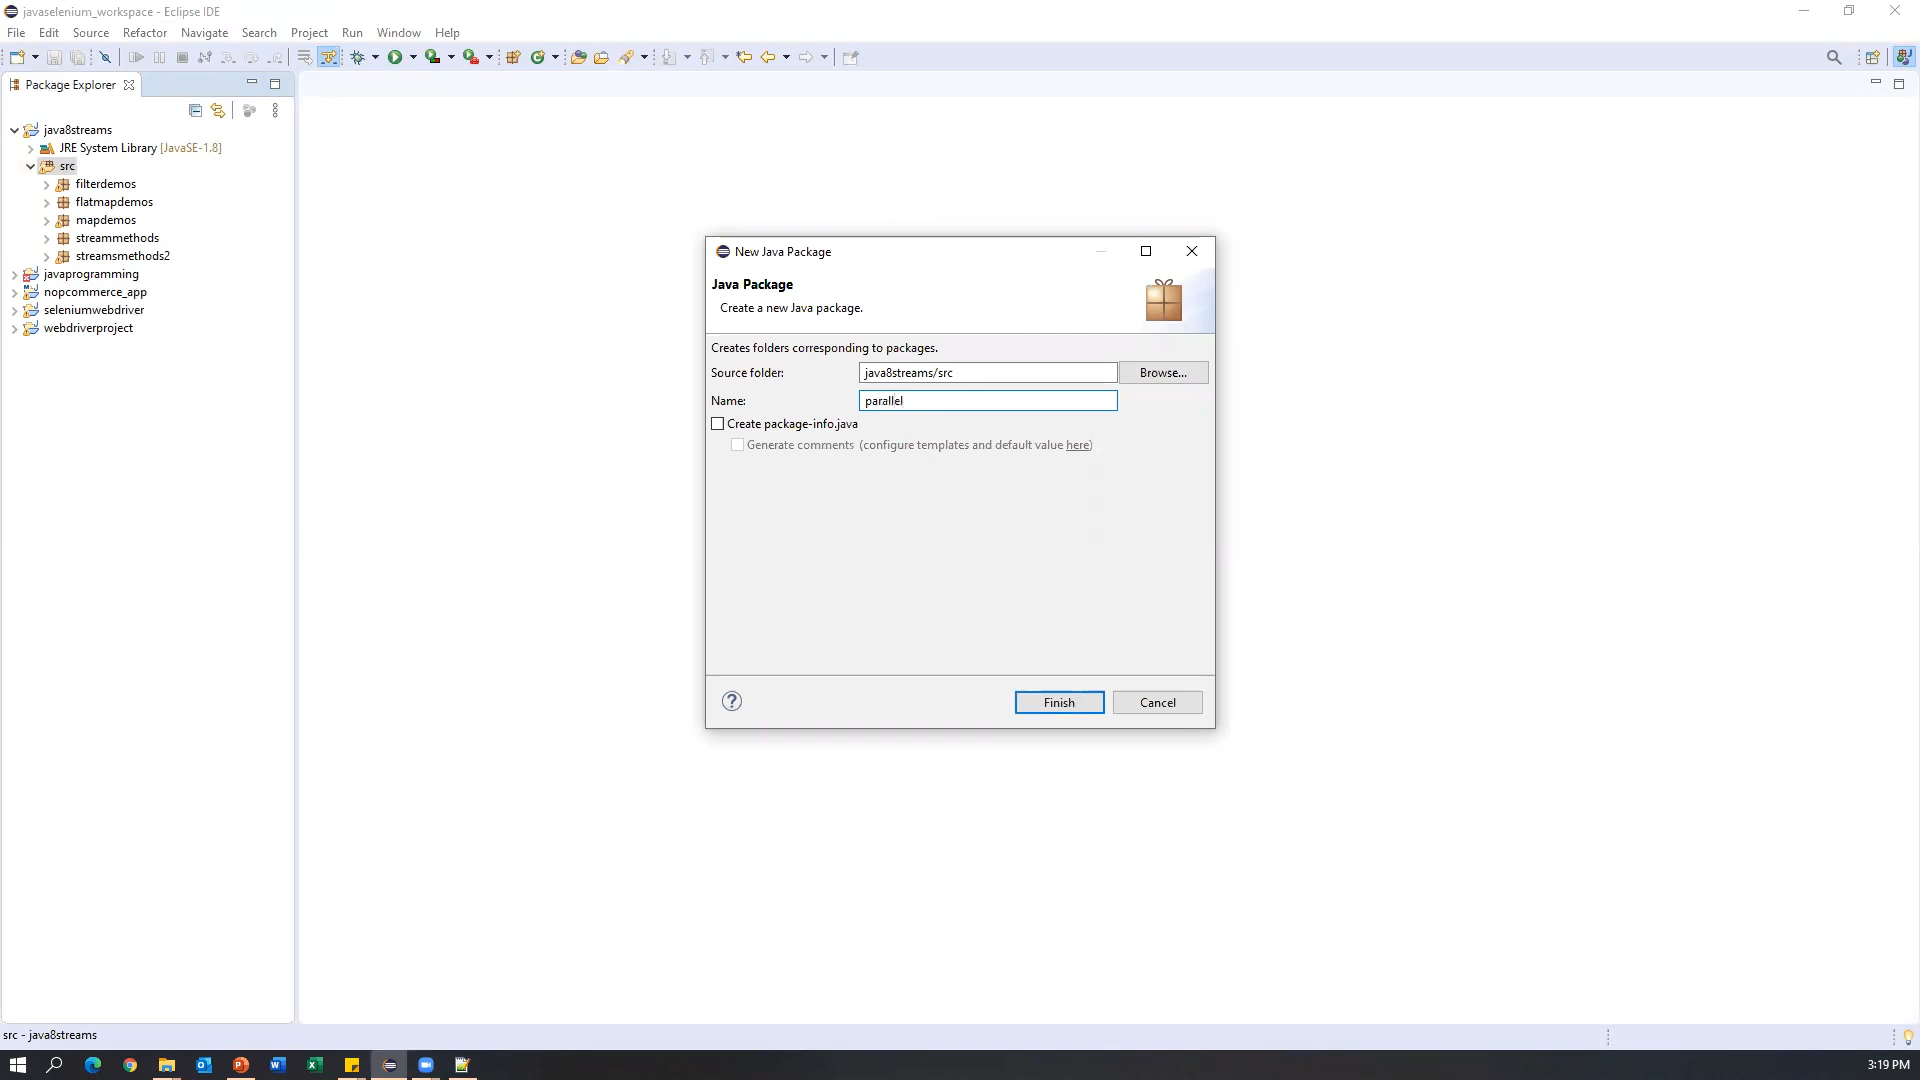 javaselenium_workspace - Eclipse IDE
File Edit Source Refactor Navigate Search Project Run Window Help
Package Explorer
java8streams
JRE System Library [JavaSE-1.8]
src
filterdemos
flatmapdemos
mapdemos
streammethods
streamsmethods2
javaprogramming
nopcommerce_app
seleniumwebdriver
webdriverproject
New Java Package
Java Package
Create a new Java package.
Creates folders corresponding to packages.
Source folder: java8streams/src Browse...
Name: parallel
Create package-info.java
Generate comments (configure templates and default value here)
Finish Cancel
src - java8streams
3:19 PM